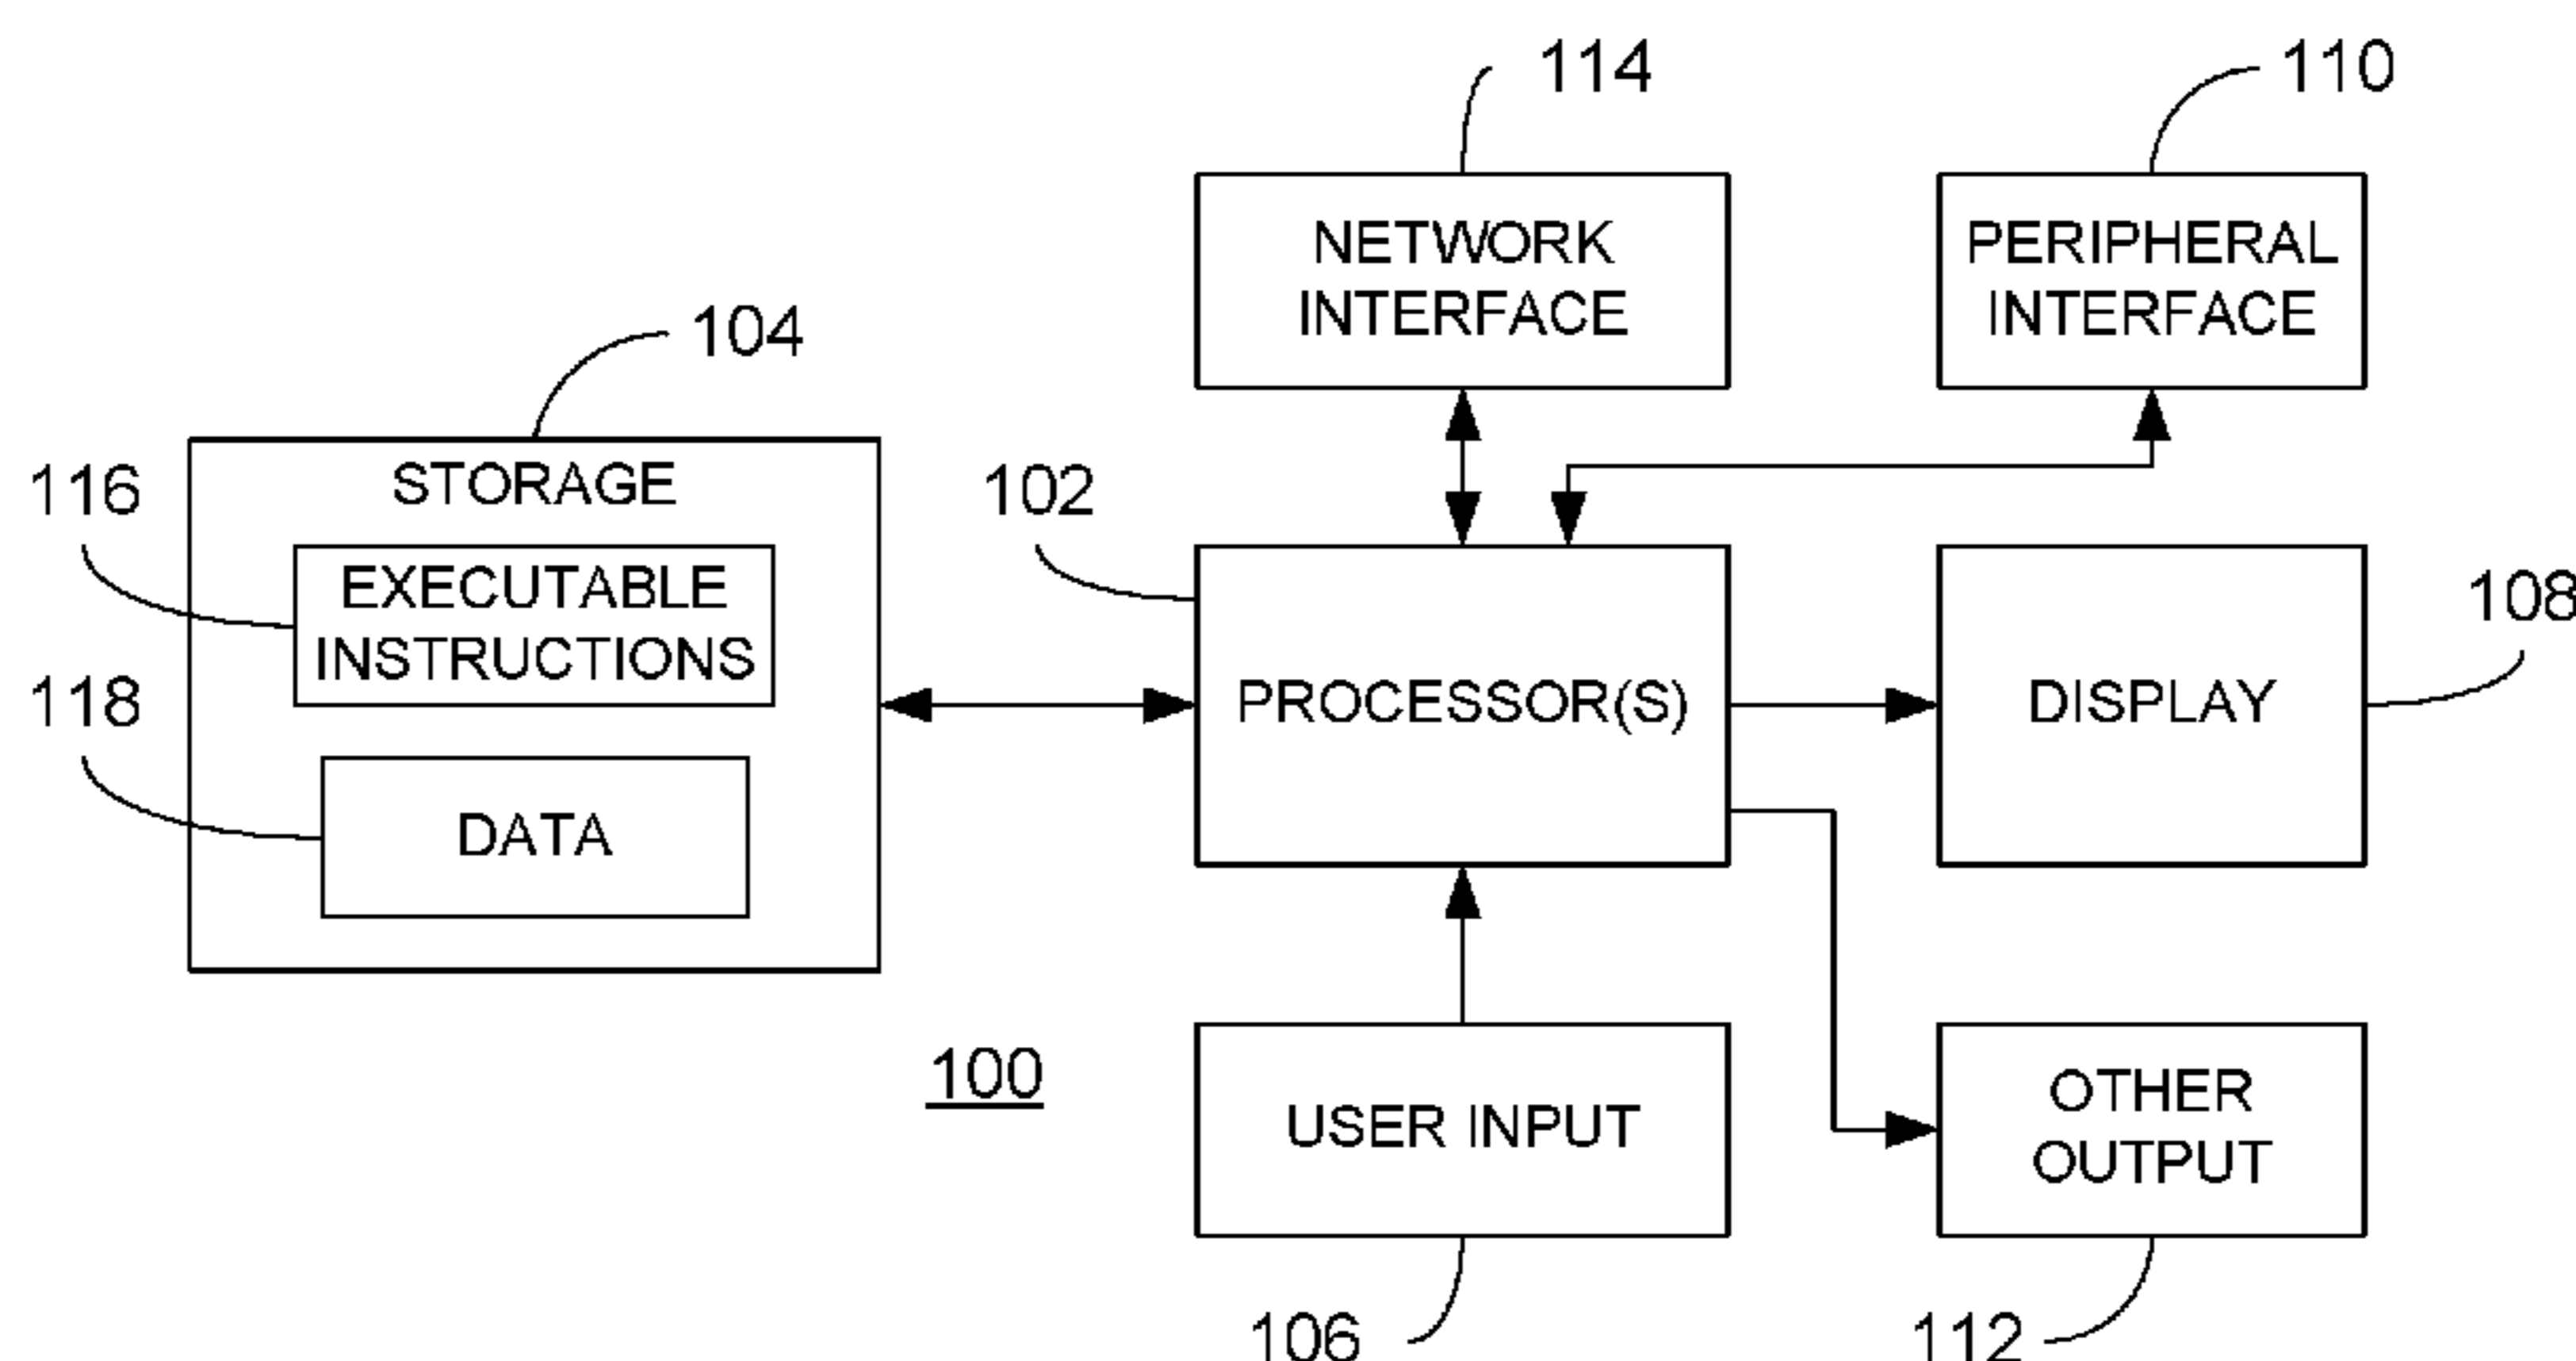 114
110
NETWORK
INTERFACE
PERIPHERAL
INTERFACE
104
STORAGE
116
EXECUTABLE
INSTRUCTIONS
118
DATA
102
PROCESSOR(S)
DISPLAY
108
100
USER INPUT
OTHER
OUTPUT
106
112